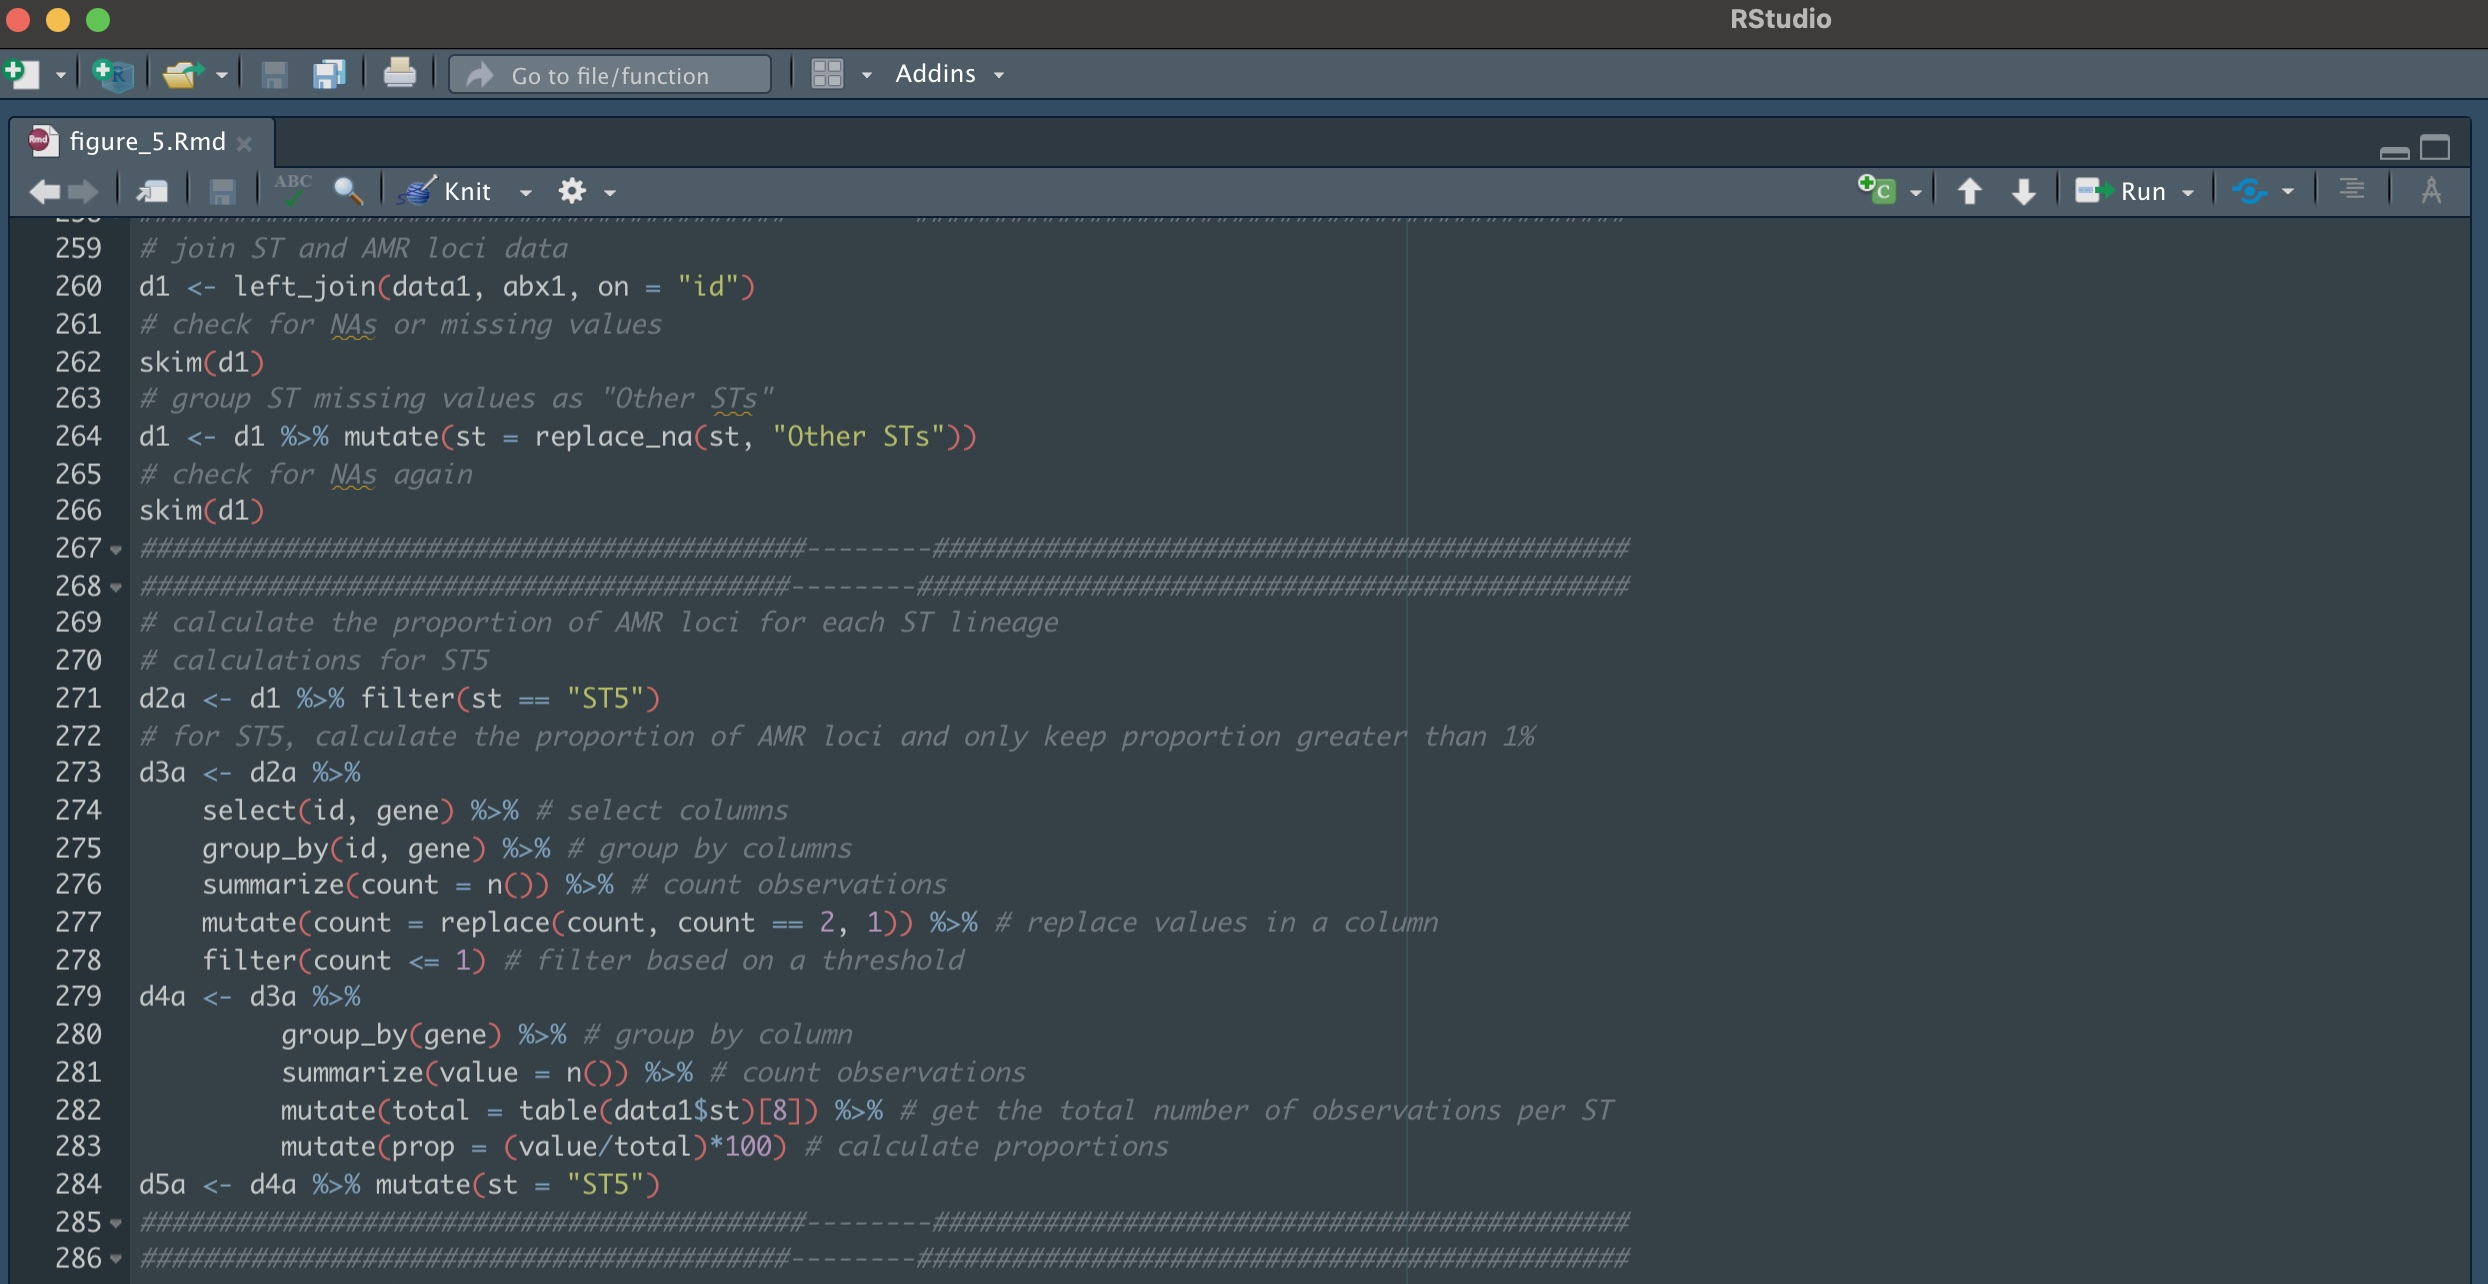 RStudio
Go to file/function Addins
figure_5.Rmd
ABC Knit Run
259 # join ST and AMR loci data
260 d1 <- left_join(data1, abx1, on = "id")
261 # check for NAs or missing values
262 skim(d1)
263 # group ST missing values as "Other STs"
264 d1 <- d1 %>% mutate(st = replace_na(st, "Other STs"))
265 # check for NAs again
266 skim(d1)
267 ##########################################--------############################################
268 #########################################--------#############################################
269 # calculate the proportion of AMR loci for each ST lineage
270 # calculations for ST5
271 d2a <- d1 %>% filter(st == "ST5")
272 # for ST5, calculate the proportion of AMR loci and only keep proportion greater than 1%
273 d3a <- d2a %>%
274     select(id, gene) %>% # select columns
275     group_by(id, gene) %>% # group by columns
276     summarize(count = n()) %>% # count observations
277     mutate(count = replace(count, count == 2, 1)) %>% # replace values in a column
278     filter(count <= 1) # filter based on a threshold
279 d4a <- d3a %>%
280          group_by(gene) %>% # group by column
281          summarize(value = n()) %>% # count observations
282          mutate(total = table(data1$st)[8]) %>% # get the total number of observations per ST
283          mutate(prop = (value/total)*100) # calculate proportions
284 d5a <- d4a %>% mutate(st = "ST5")
285 ##########################################--------############################################
286 #########################################--------#############################################